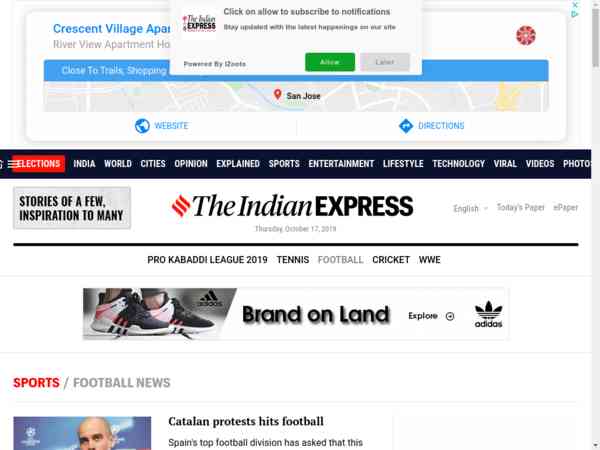 Click on allow to subscribe to notifications
Stay updated with the latest happenings on our site
Powered By iZooto
Allow
Later
The Indian
EXPRESS
Crescent Village Apar
River View Apartment Ho
Close To Trails, Shopping
San Jose
WEBSITE
DIRECTIONS
ELECTIONS INDIA WORLD CITIES OPINION EXPLAINED SPORTS ENTERTAINMENT LIFESTYLE TECHNOLOGY VIRAL VIDEOS PHOTOS
STORIES OF A FEW,
INSPIRATION TO MANY
The Indian EXPRESS
Thursday, October 17, 2019
English
Today's Paper
ePaper
PRO KABADDI LEAGUE 2019 TENNIS FOOTBALL CRICKET WWE
adidas
Brand on Land
Explore
adidas
SPORTS / FOOTBALL NEWS
Catalan protests hits football
Spain's top football division has asked that this